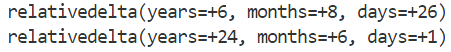 relativedelta(years=+6, months=+8, days=+26)
relativedelta(years=+24, months=+6, days=+1)